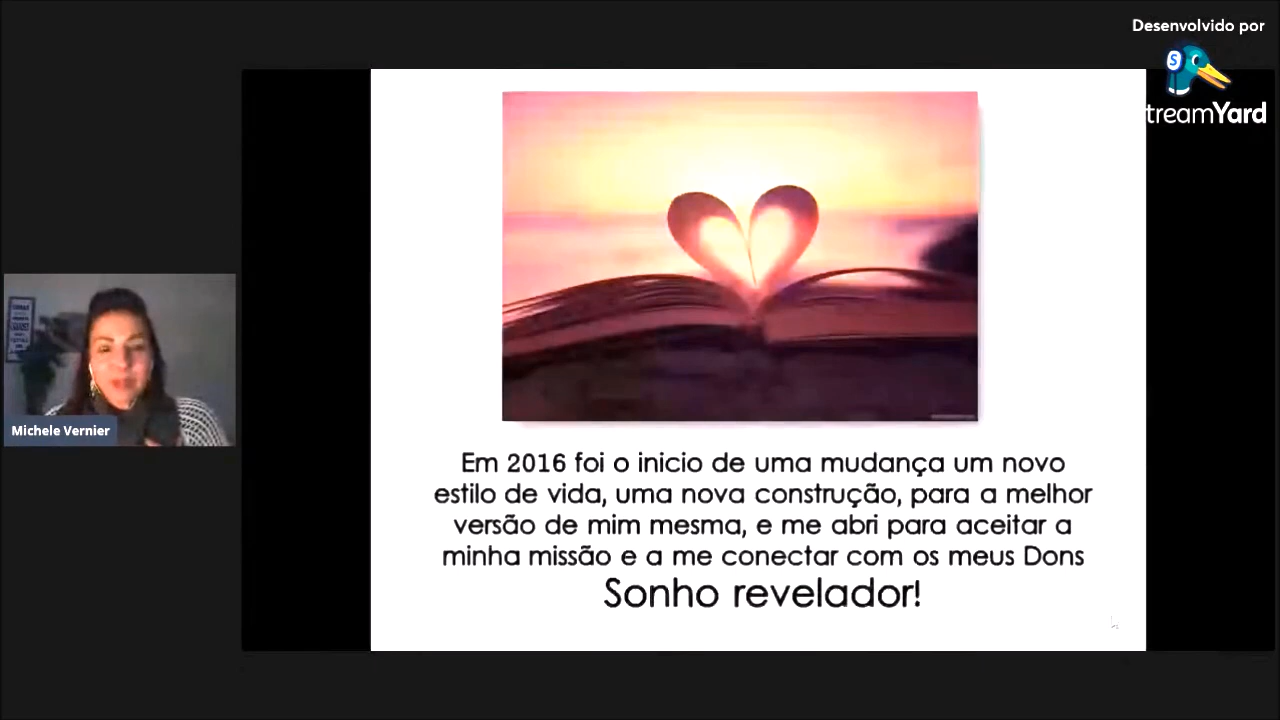 Desenvolvido por
treamYard
Michele Vernier
Em 2016 foi o inicio de uma mudança um novo
estilo de vida, uma nova construção, para a melhor
versão de mim mesma, e me abri para aceitar a
minha missão e a me conectar com os meus Dons
Sonho revelador!